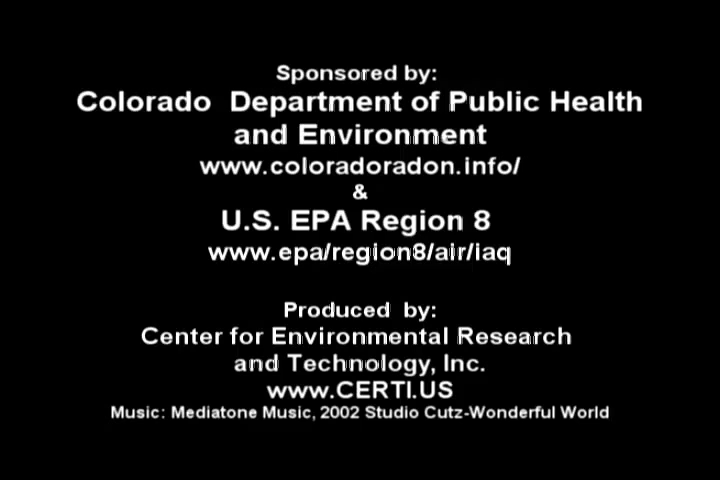 Sponsored by:
Colorado Department of Public Health
and Environment
www.coloradoradon.info/
&
U.S. EPA Region 8
www.epa/region8/air/iaq
Produced by:
Center for Environmental Research
and Technology, Inc.
www.CERTI.US
Music: Mediatone Music, 2002 Studio Cutz-Wonderful World